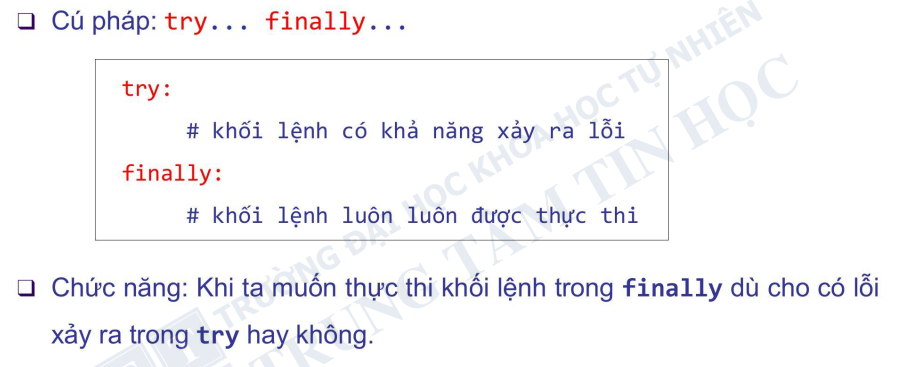 Cú pháp: try... finally...
try:
# khối lệnh có khả năng xảy ra lỗi
finally:
# khối lệnh luôn luôn được thực thi
Chức năng: Khi ta muốn thực thi khối lệnh trong finally dù cho có lỗi
xảy ra trong try hay không.
TRƯỜNG ĐẠI HỌC KHOA HỌC TỰ NHIÊN
TRUNG TÂM TIN HỌC